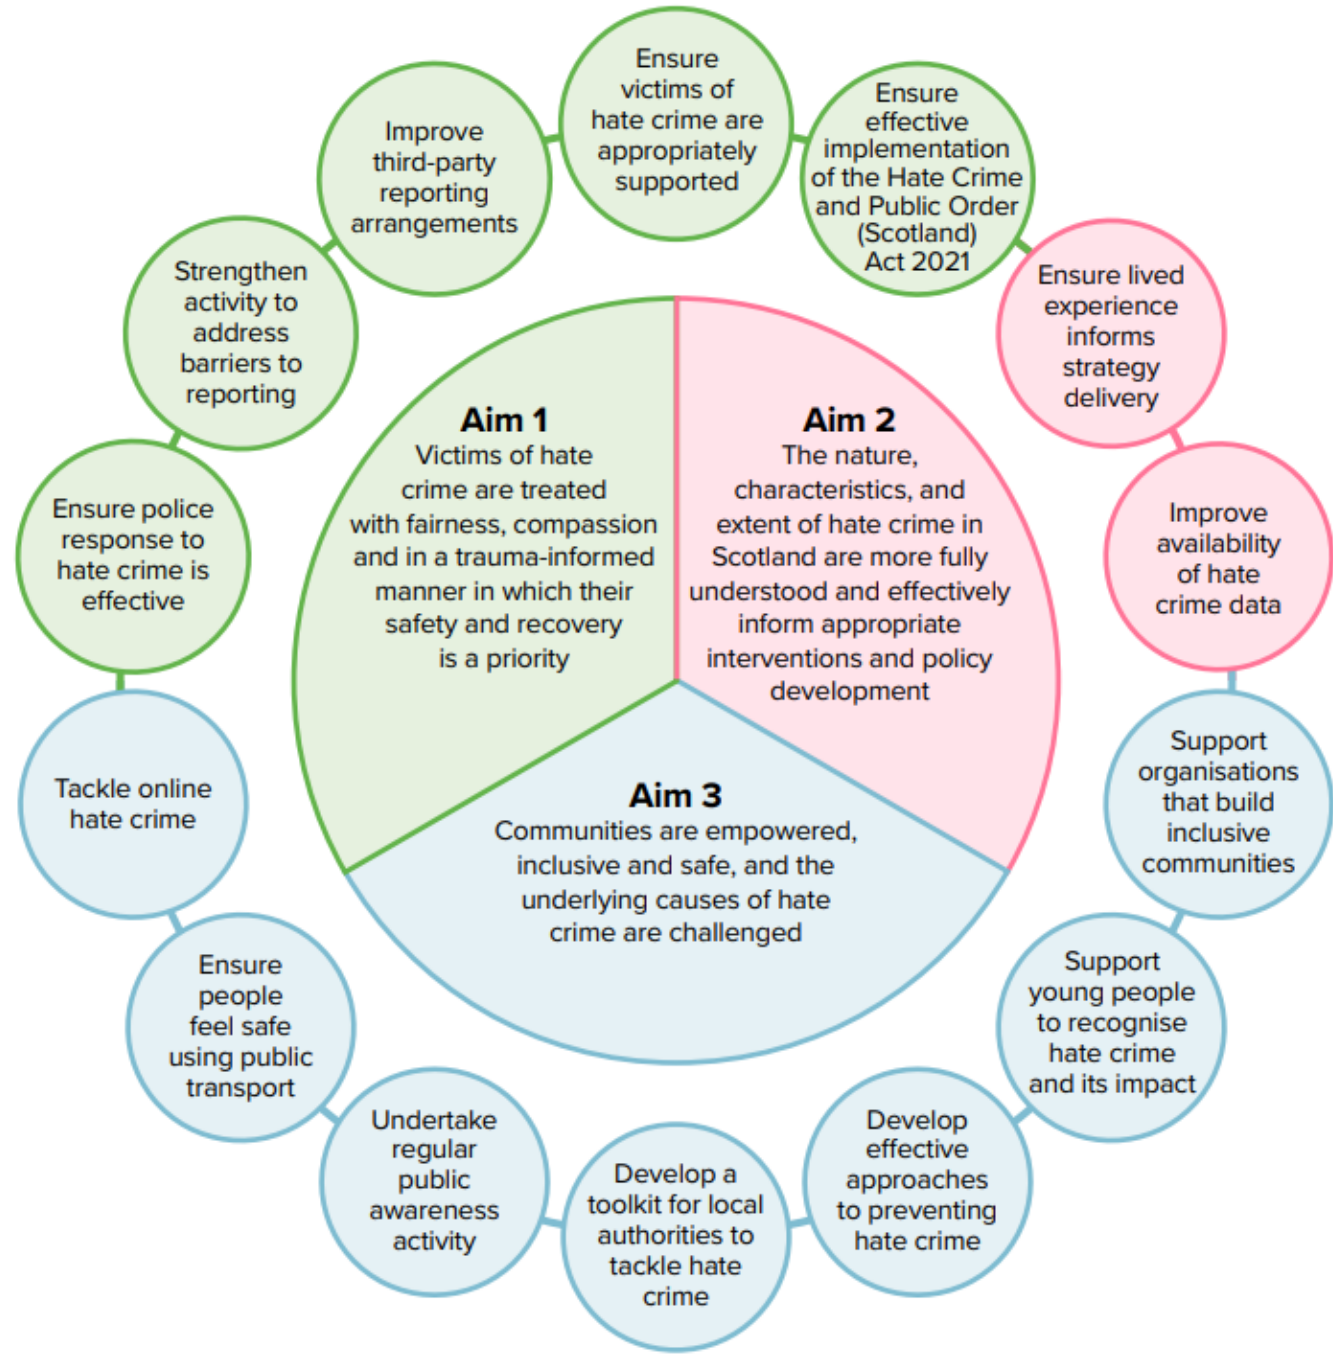 Ensure
victims of
hate crime are
appropriately
supported
Ensure
effective
implementation
of the Hate Crime
and Public Order
(Scotland)
Act 2021
Ensure lived
experience
informs
strategy
delivery
Improve
availability
of hate
crime data
Support
organisations
that build
inclusive
communities
Support
young people
to recognise
hate crime
and its impact
Develop
effective
approaches
to preventing
hate crime
Develop a
toolkit for local
authorities to
tackle hate
crime
Undertake
regular
public
awareness
activity
Ensure
people
feel safe
using public
transport
Tackle online
hate crime
Ensure police
response to
hate crime is
effective
Strengthen
activity to
address
barriers to
reporting
Improve
third-party
reporting
arrangements
Aim 1
Victims of hate
crime are treated
with fairness, compassion
and in a trauma-informed
manner in which their
safety and recovery
is a priority
Aim 2
The nature,
characteristics, and
extent of hate crime in
Scotland are more fully
understood and effectively
inform appropriate
interventions and policy
development
Aim 3
Communities are empowered,
inclusive and safe, and the
underlying causes of hate
crime are challenged